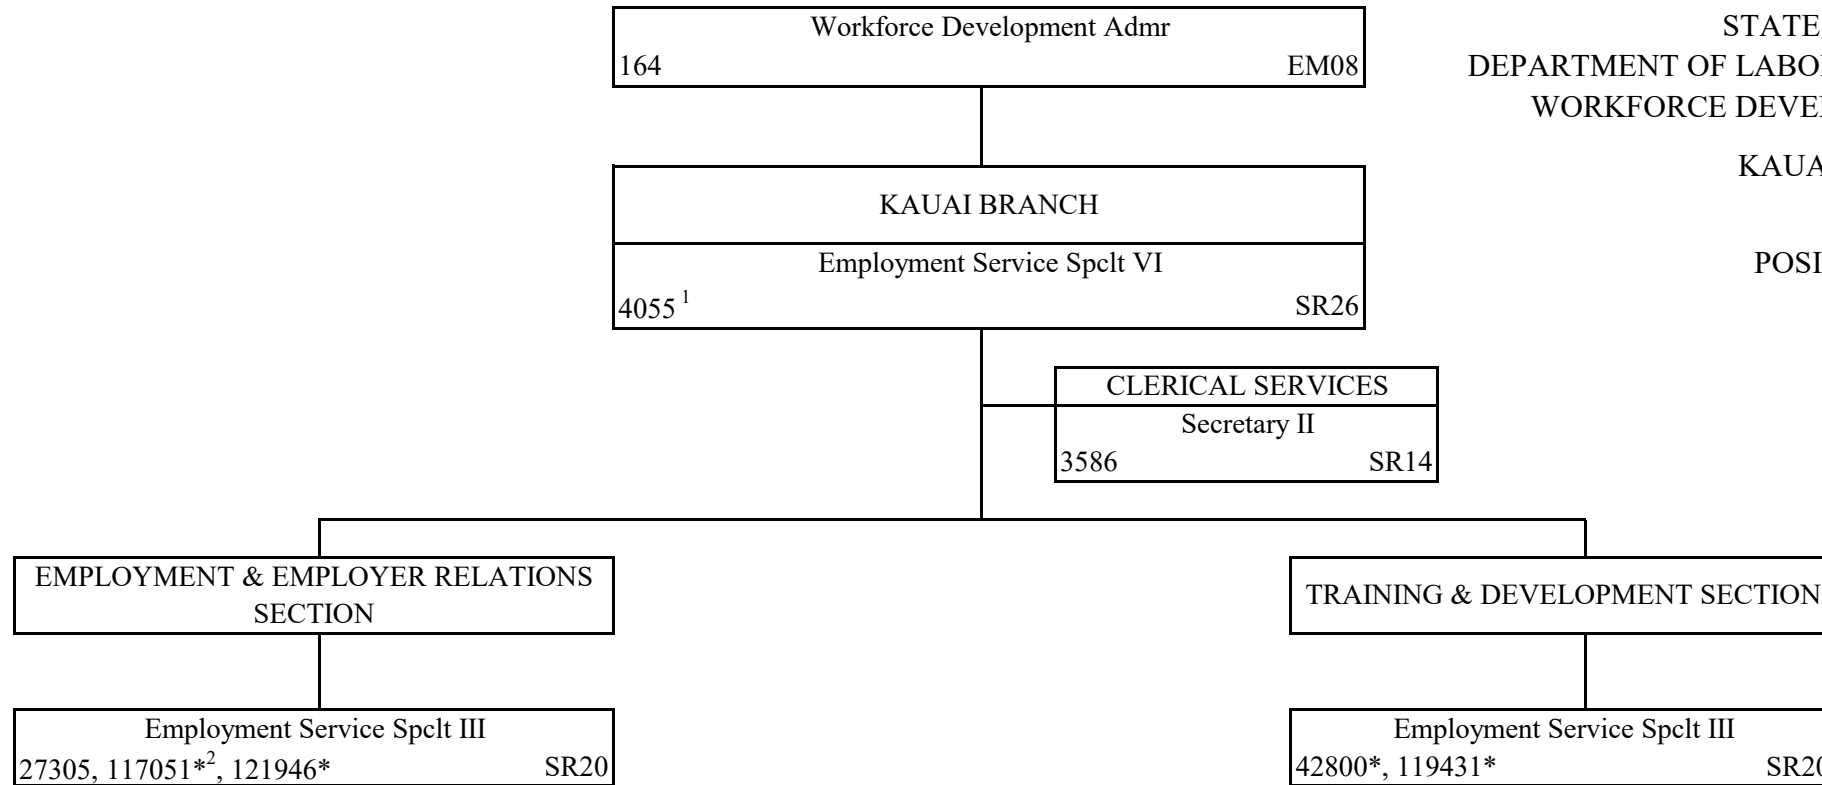 Workforce Development Admr
164 EM08
STATE
DEPARTMENT OF LABO
WORKFORCE DEVE
KAUA
POSI
KAUAI BRANCH
Employment Service Spclt VI
4055 1 SR26
CLERICAL SERVICES
Secretary II
3586 SR14
EMPLOYMENT & EMPLOYER RELATIONS
SECTION
Employment Service Spclt III
27305, 117051*2, 121946* SR20
TRAINING & DEVELOPMENT SECTION
Employment Service Spclt III
42800*, 119431* SR20